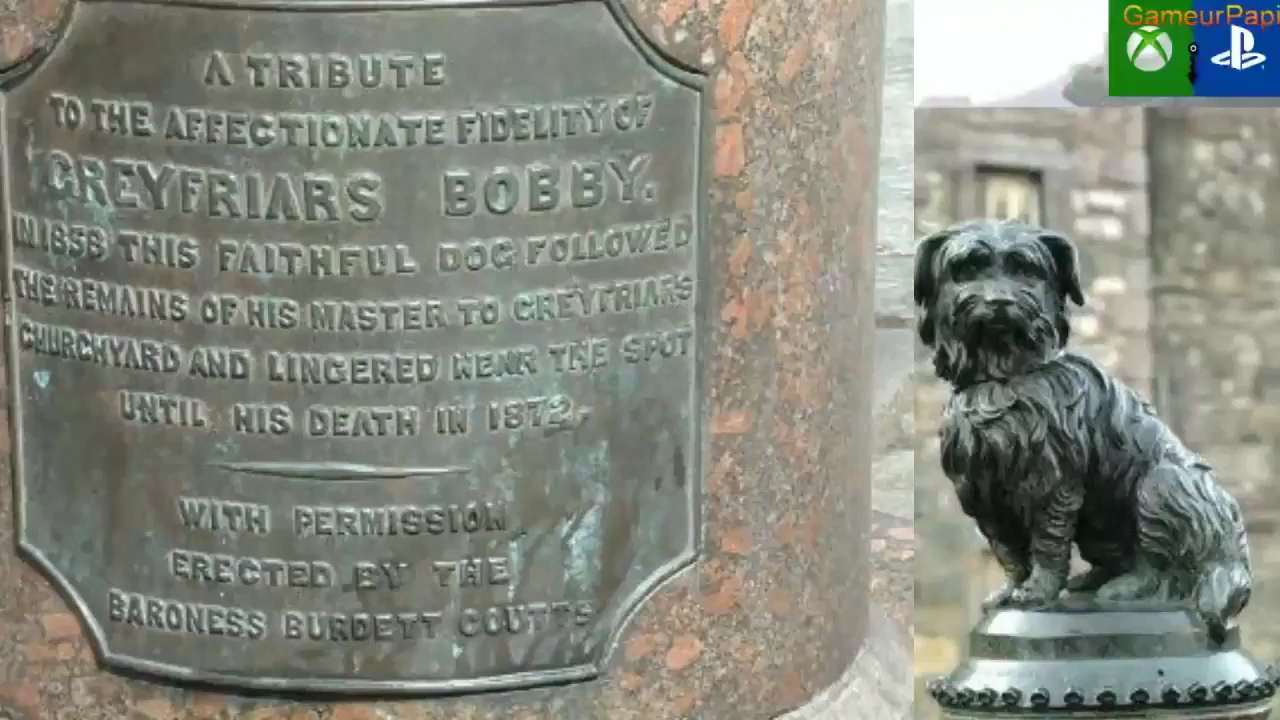 A TRIBUTE
TO THE AFFECTIONATE FIDELITY OF
GREYFRIARS BOBBY.
IN 1858 THIS FAITHFUL DOG FOLLOWED
THE REMAINS OF HIS MASTER TO GREYFRIARS
CHURCHYARD AND LINGERED NEAR THE SPOT
UNTIL HIS DEATH IN 1872.
WITH PERMISSION
ERECTED BY THE
BARONESS BURDETT COUTTS
GameurPapi